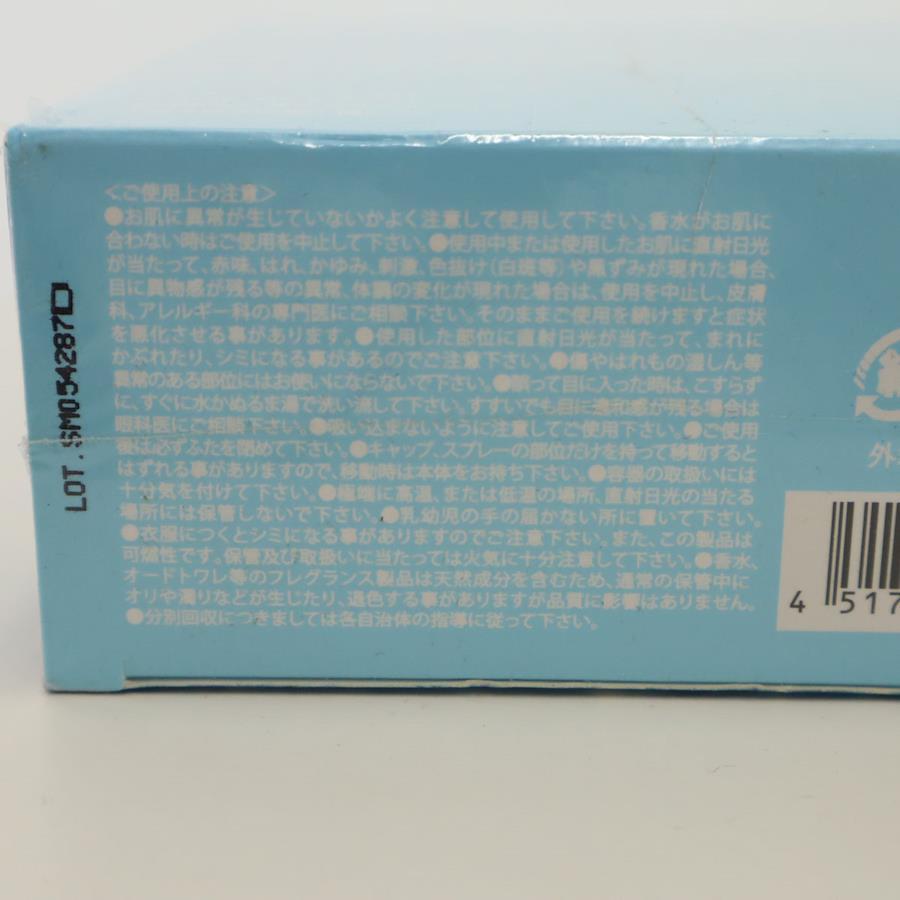 <ご使用上の注意>
●お肌に異常が生じていないかよく注意して使用して下さい。香水がお肌に
合わない時はご使用を中止して下さい。●使用中または使用したお肌に直射日光
が当たって、赤味、はれ、かゆみ、刺激、色抜け(白斑等)や黒ずみが現れた場合、
目に異物感が残る等の異常、体調の変化が現れた場合は、使用を中止し、皮膚
科、アレルギー科の専門医にご相談下さい。そのままご使用を続けますと症状
を悪化させる事があります。●使用した部位に直射日光が当たって、まれに
かぶれたり、シミになる事があるのでご注意下さい。●傷やはれもの湿しん等
異常のある部位にはお使いにならないで下さい。●誤って目に入った時は、こすらず
に、すぐに水かぬるま湯で洗い流して下さい。すすいでも目に違和感が残る場合は
眼科医にご相談下さい。●吸い込まないように注意してご使用下さい。●ご使用
後は必ずふたを閉めて下さい。●キャップ、スプレーの部位だけを持って移動すると
はずれる事がありますので、移動時は本体をお持ち下さい。●容器の取扱いには
十分気を付けて下さい。●極端に高温、または低温の場所、直射日光の当たる
場所には保管しないで下さい。●乳幼児の手の届かない所に置いて下さい。
●衣服につくとシミになる事がありますのでご注意下さい。また、この製品は
可燃性です。保管及び取扱いに当たっては火気に十分注意して下さい。●香水、
オードトワレ等のフレグランス製品は天然成分を含むため、通常の保管中に
オリや濁りなどが生じたり、退色する事がありますが品質に影響はありません。
●分別回収につきましては各自治体の指導に従って下さい。
LOT.SM054287D
外
4 517